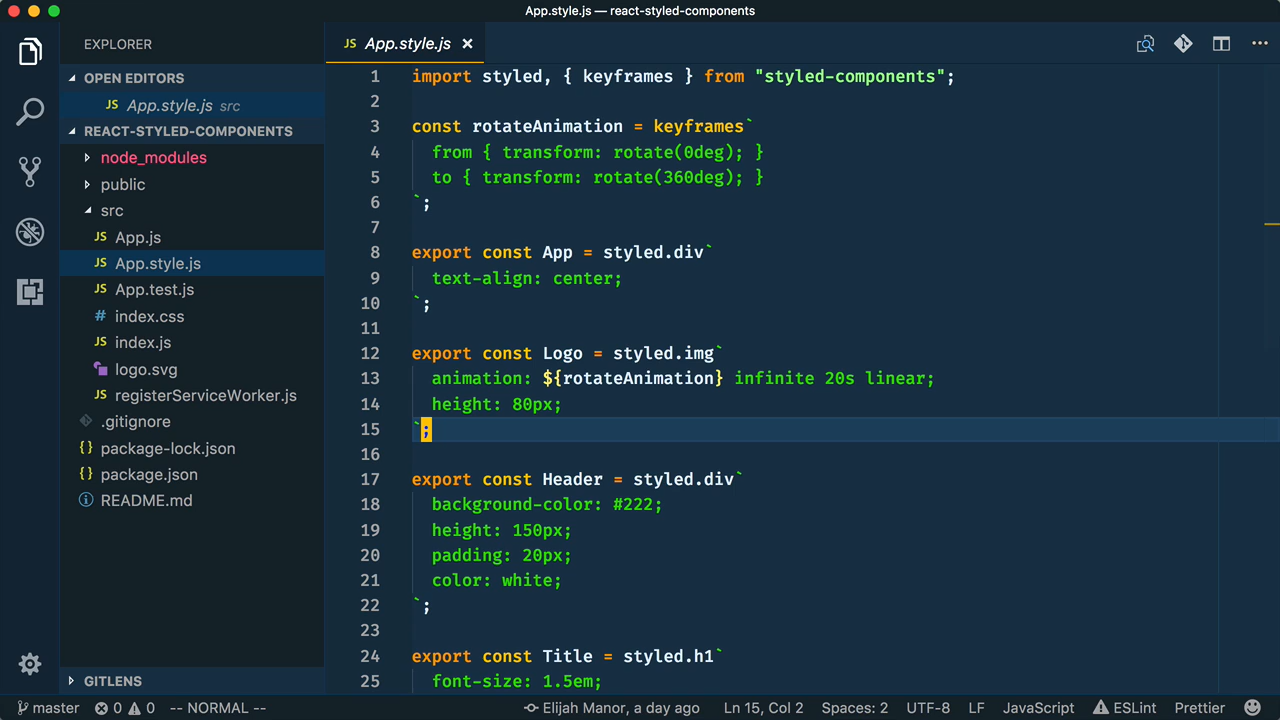 App.style.js — react-styled-components
EXPLORER
OPEN EDITORS
JS App.style.js src
REACT-STYLED-COMPONENTS
node_modules
public
src
JS App.js
JS App.style.js
JS App.test.js
# index.css
JS index.js
logo.svg
JS registerServiceWorker.js
.gitignore
{} package-lock.json
{} package.json
README.md
GITLENS
JS App.style.js ×
1 import styled, { keyframes } from "styled-components";
2
3 const rotateAnimation = keyframes`
4   from { transform: rotate(0deg); }
5   to { transform: rotate(360deg); }
6 `;
7
8 export const App = styled.div`
9   text-align: center;
10 `;
11
12 export const Logo = styled.img`
13   animation: ${rotateAnimation} infinite 20s linear;
14   height: 80px;
15 `;
16
17 export const Header = styled.div`
18   background-color: #222;
19   height: 150px;
20   padding: 20px;
21   color: white;
22 `;
23
24 export const Title = styled.h1`
25   font-size: 1.5em;
master 0 0 -- NORMAL -- Elijah Manor, a day ago Ln 15, Col 2 Spaces: 2 UTF-8 LF JavaScript ESLint Prettier